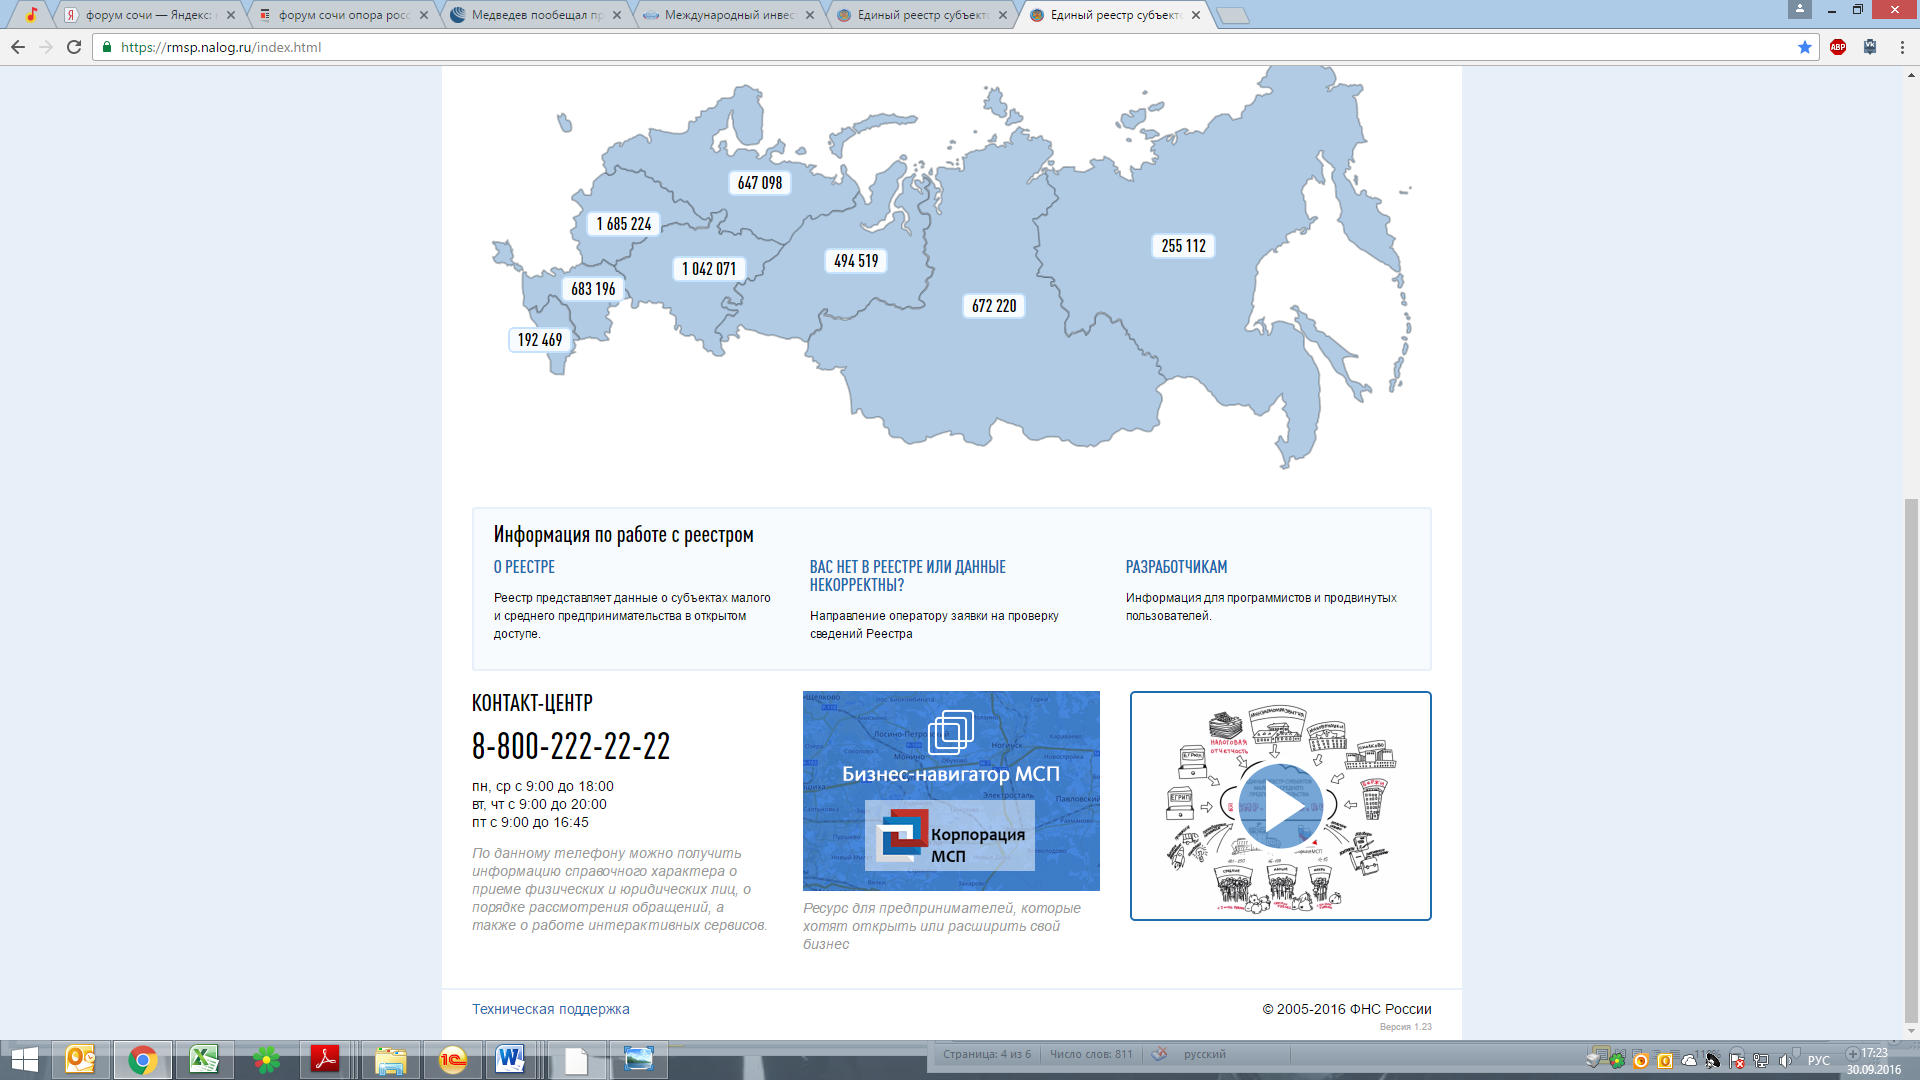 форум сочи — Яндекс:
форум сочи опора рос
Медведев пообещал пр
Международный инвес
Единый реестр субъект
Единый реестр субъект
https://rmsp.nalog.ru/index.html
647 098
1 685 224
255 112
494 519
1 042 071
683 196
672 220
192 469
Информация по работе с реестром
О РЕЕСТРЕ
Реестр представляет данные о субъектах малого
и среднего предпринимательства в открытом
доступе.
ВАС НЕТ В РЕЕСТРЕ ИЛИ ДАННЫЕ
НЕКОРРЕКТНЫ?
Направление оператору заявки на проверку
сведений Реестра
РАЗРАБОТЧИКАМ
Информация для программистов и продвинутых
пользователей.
КОНТАКТ-ЦЕНТР
8-800-222-22-22
пн, ср с 9:00 до 18:00
вт, чт с 9:00 до 20:00
пт с 9:00 до 16:45
По данному телефону можно получить
информацию справочного характера о
приеме физических и юридических лиц, о
порядке рассмотрения обращений, а
также о работе интерактивных сервисов.
Бизнес-навигатор МСП
Корпорация
МСП
Ресурс для предпринимателей, которые
хотят открыть или расширить свой
бизнес
НАЛОГОВАЯ
ОТЧЕТНОСТЬ
ЕГРЮЛ
ЕГРИП
Техническая поддержка
© 2005-2016 ФНС России
Версия 1.23
Страница: 4 из 6
Число слов: 811
русский
РУС
17:23
30.09.2016